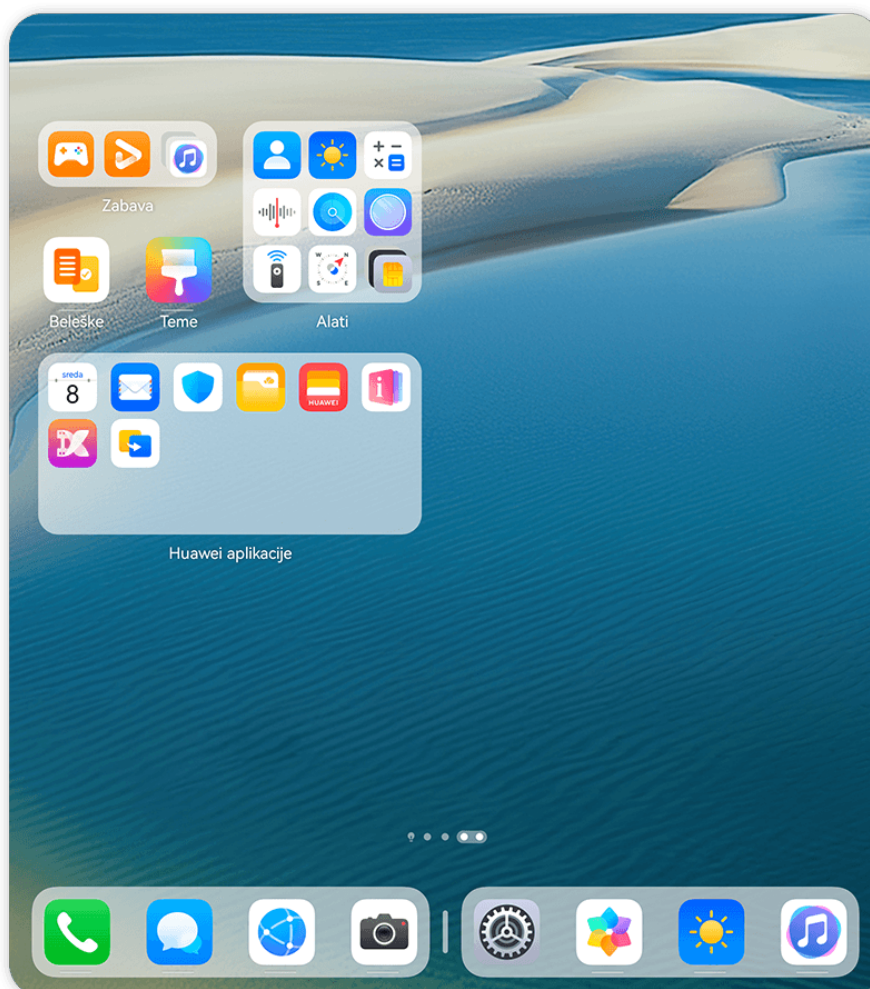 Zabava
Beleške
Teme
W N
S E
Alati
sreda
8
HUAWEI
Huawei aplikacije